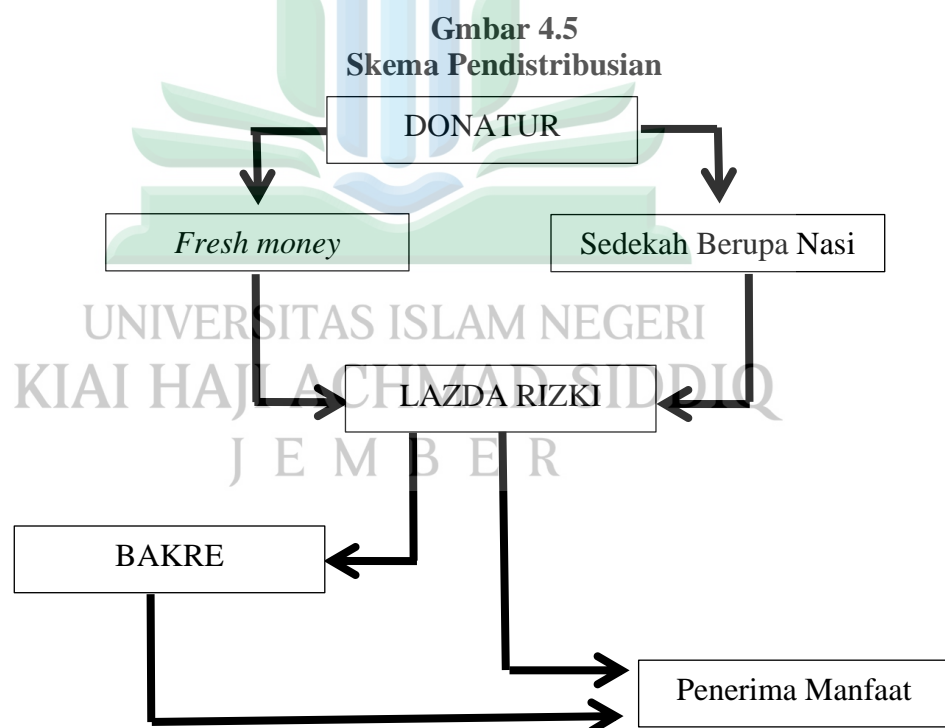 Gmbar 4.5
Skema Pendistribusian
DONATUR
Fresh money
Sedekah Berupa Nasi
UNIVERSITAS ISLAM NEGERI
KIAI HAJI ACHMAD SIDDIQ
LAZDA RIZKI
J E M B E R
BAKRE
Penerima Manfaat